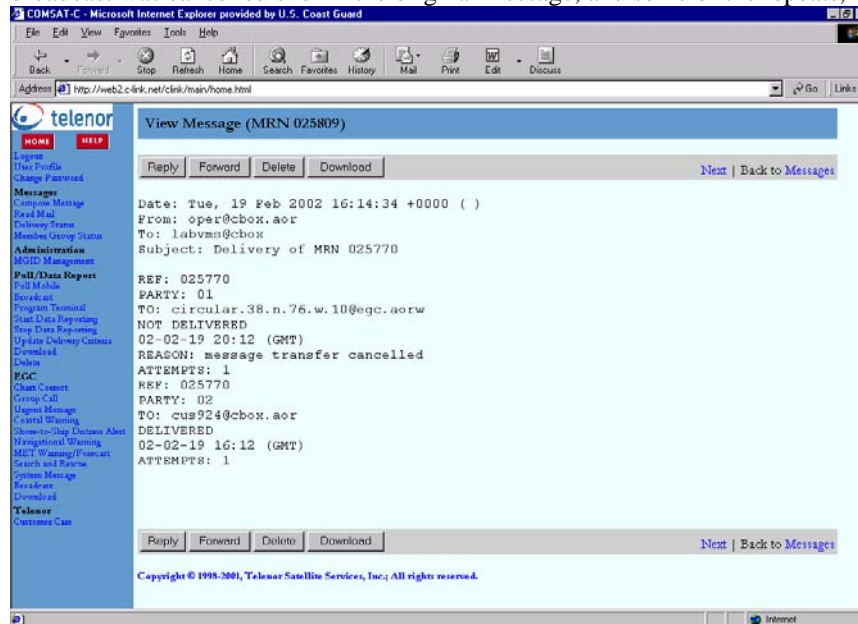 COMSAT-C - Microsoft Internet Explorer provided by U.S. Coast Guard
File Edit View Favorites Tools Help
Back Forward Stop Refresh Home Search Favorites History Mail Print Edit Discuss
Address http://web2.c-link.net/clink/main/home.html Go Links
telenor
HOME HELP
View Message (MRN 025809)
Logout
User Profile
Change Password
Reply Forward Delete Download Next | Back to Messages
Messages
Compose Message
Read Mail
Delivery Status
Member Group Status
Administration
MGID Management
Poll/Data Report
Poll Mobile
Broadcast
Program Terminal
Start Data Reporting
Stop Data Reporting
Update Delivery Criteria
Download
Delete
EGC
Chart Correct
Group Call
Urgent Message
Coastal Warning
Shore-to-Ship Distress Alert
Navigational Warning
MET Warning/Forecast
Search and Rescue
System Message
Broadcast
Download
Telenor
Customer Care
Date: Tue, 19 Feb 2002 16:14:34 +0000 ( )
From: oper@cbox.aor
To: labvms@cbox
Subject: Delivery of MRN 025770
REF: 025770
PARTY: 01
TO: circular.38.n.76.w.10@egc.aorw
NOT DELIVERED
02-02-19 20:12 (GMT)
REASON: message transfer cancelled
ATTEMPTS: 1
REF: 025770
PARTY: 02
TO: cus924@cbox.aor
DELIVERED
02-02-19 16:12 (GMT)
ATTEMPTS: 1
Reply Forward Delete Download Next | Back to Messages
Copyright © 1998-2001, Telenor Satellite Services, Inc.; All rights reserved.
Internet